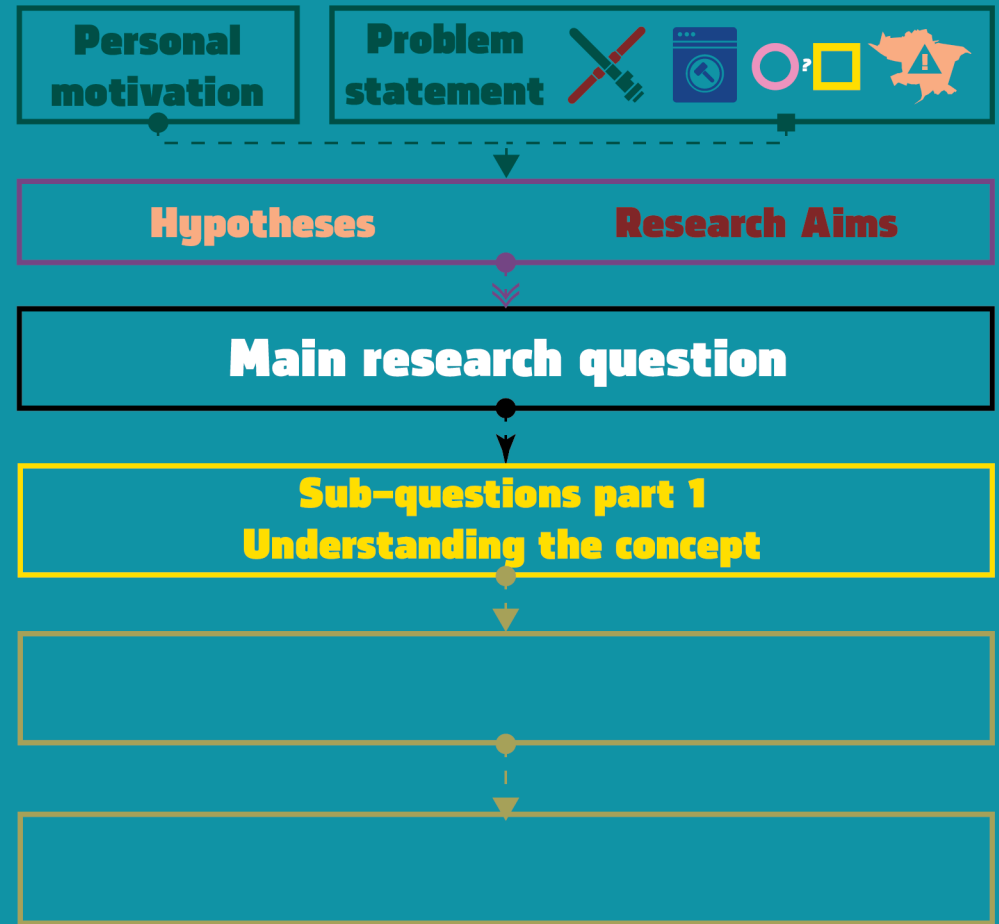 Personal
motivation
Problem
statement
?
!
Hypotheses
Research Aims
Main research question
Sub-questions part 1
Understanding the concept